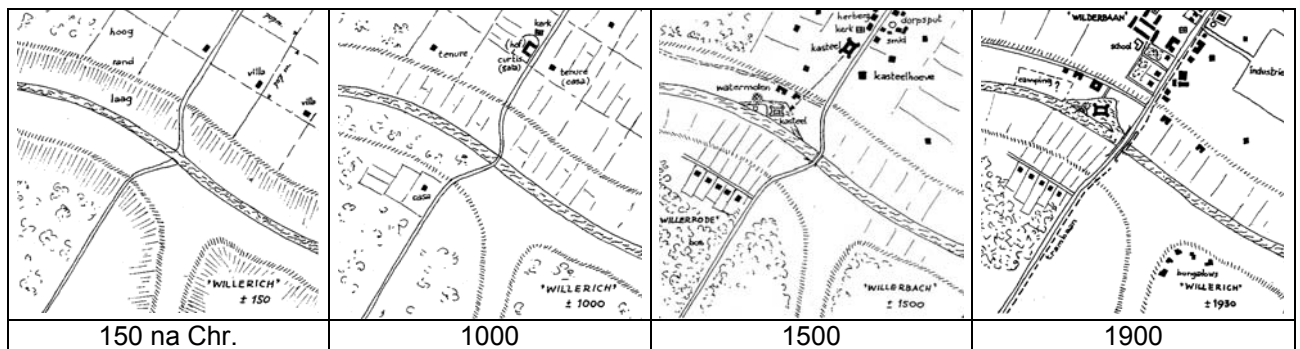 hoog
rand
laag
villa
villa
"WILLERICH"
± 150
150 na Chr.
kerk
hof
curtis
(sala)
tenure
tenure
(casa)
casa
"WILLERICH"
± 1000
1000
herberg
kerk
dorpsput
smid
kasteel
kasteelhoeve
watermolen
kasteel
"WILLERODE"
bos
"WILLERBACH"
± 1500
1500
"WILDERBAAN"
school
industrie
camping?
trambaan
bungalows
"WILLERICH"
± 1930
1900